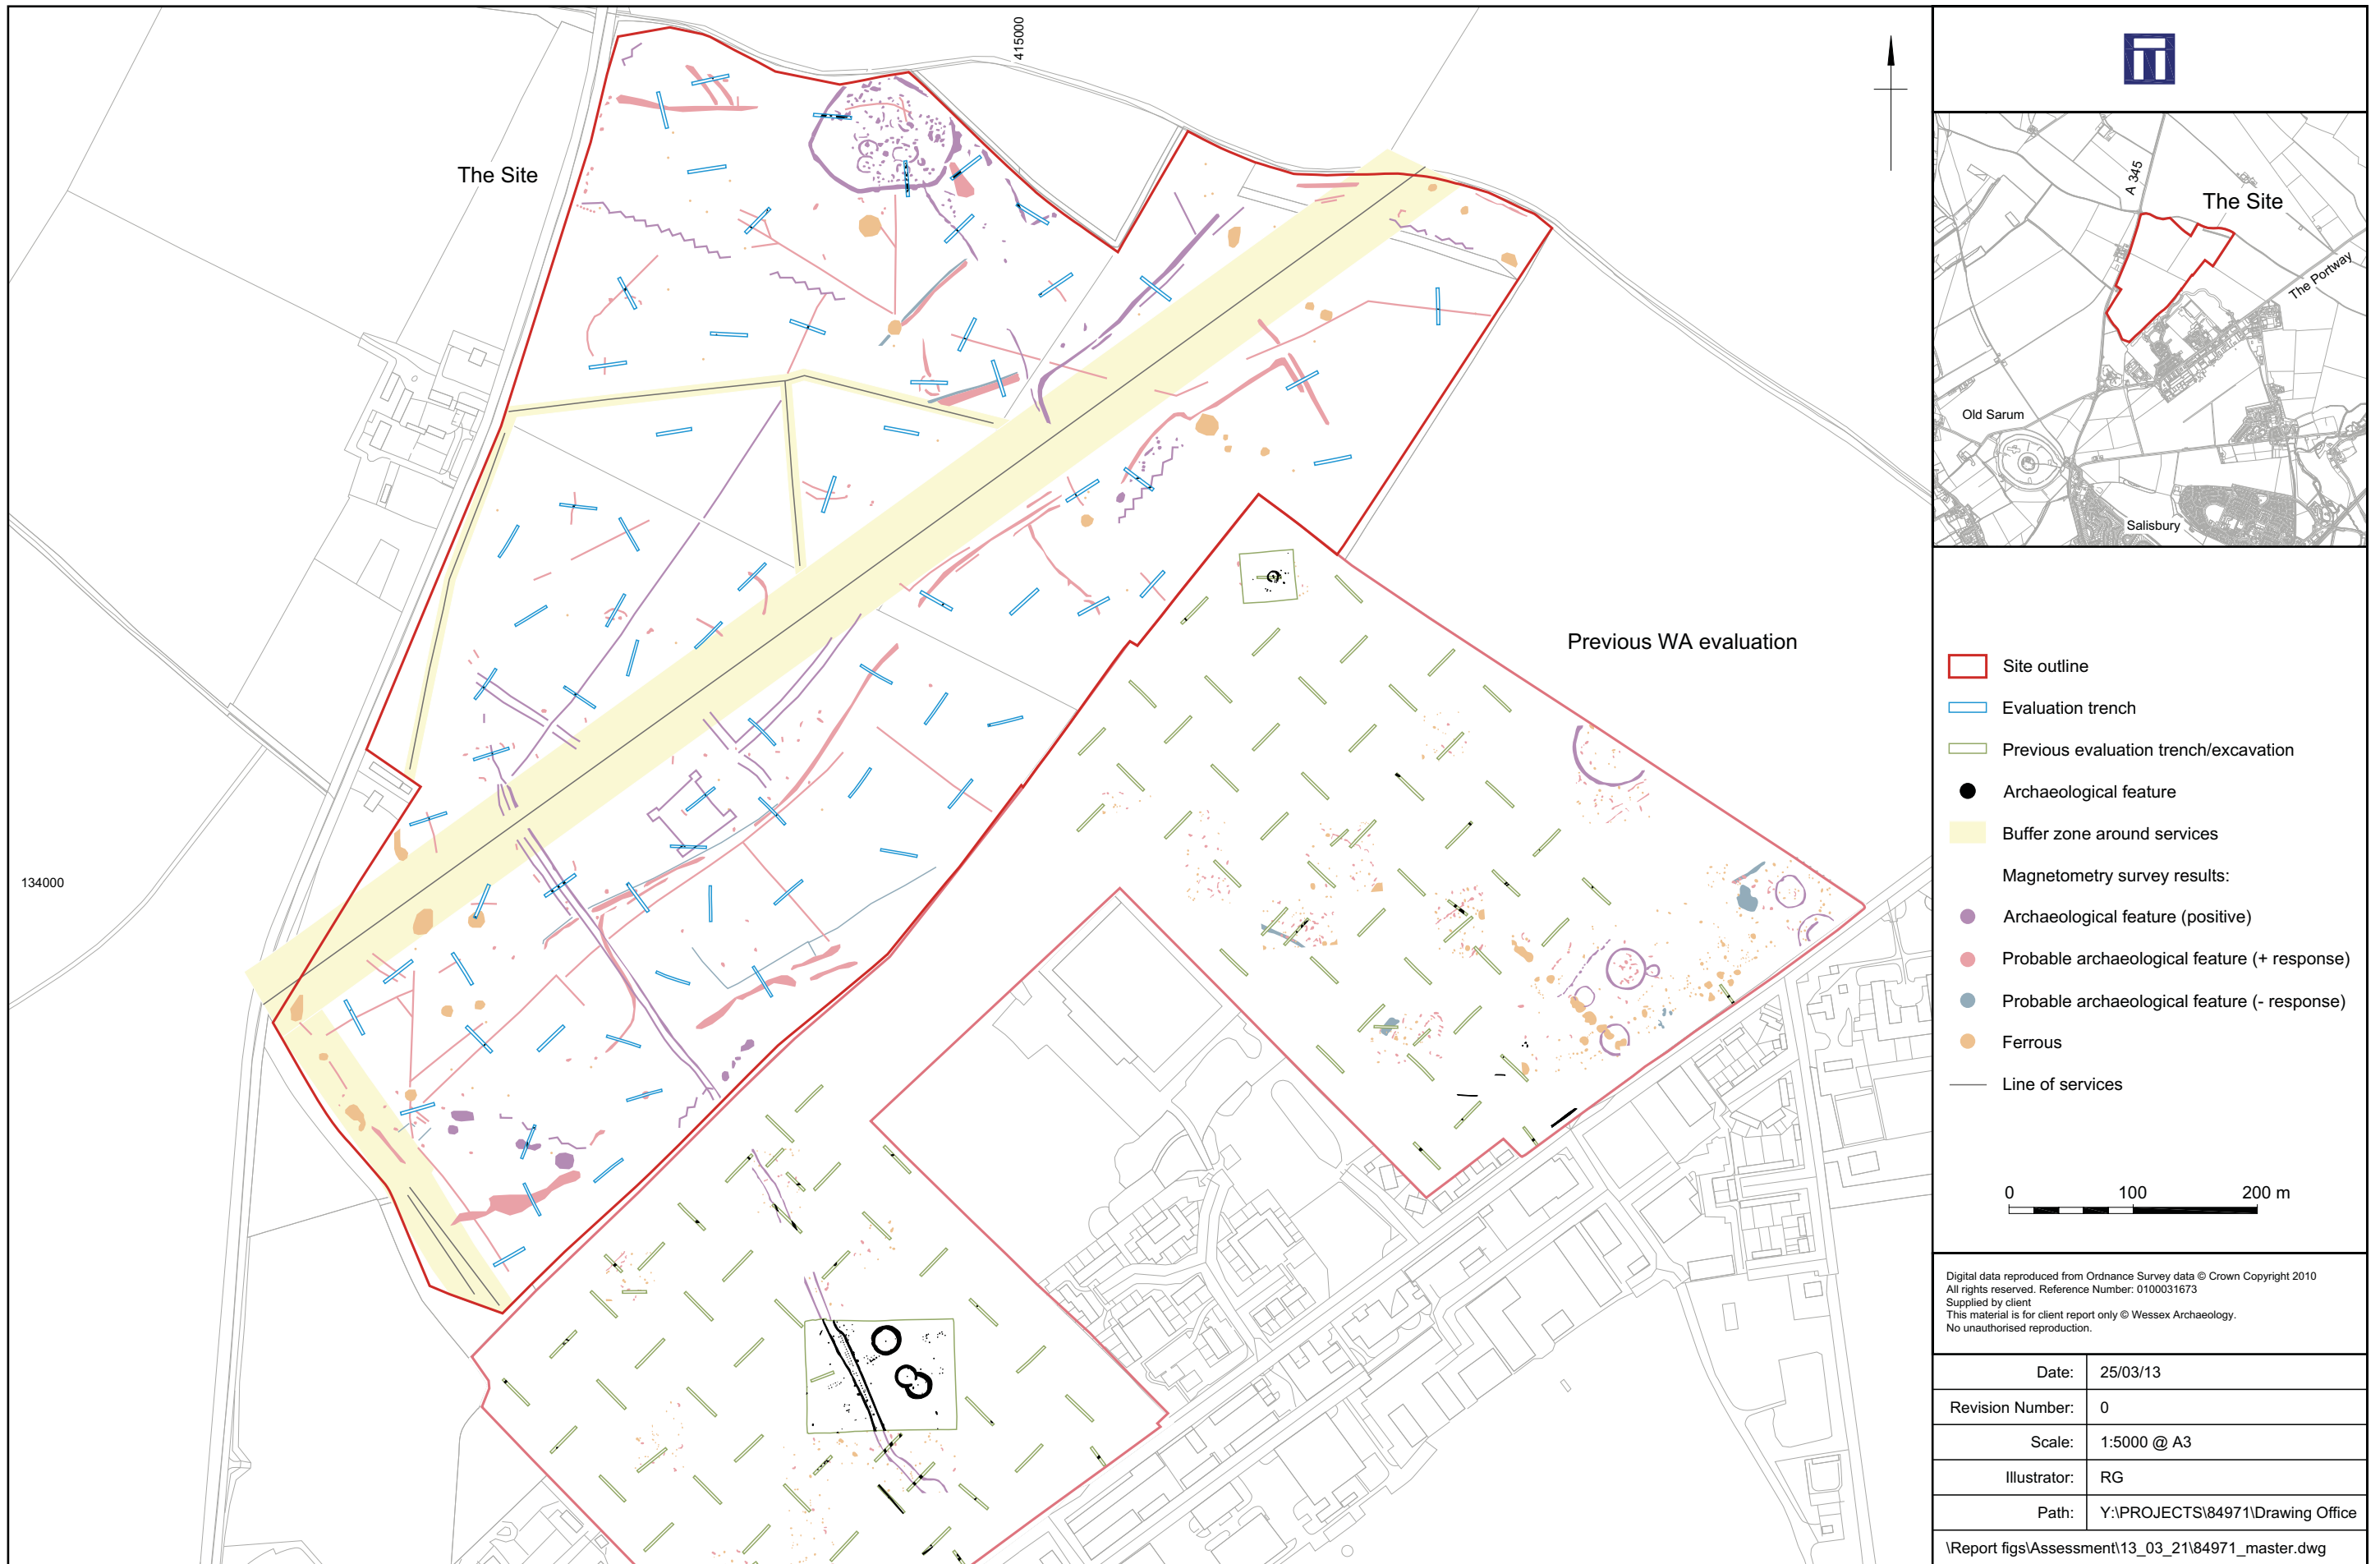 The Site
415000
Previous WA evaluation
134000
A 345
The Site
The Portway
Old Sarum
Salisbury
Site outline
Evaluation trench
Previous evaluation trench/excavation
Archaeological feature
Buffer zone around services
Magnetometry survey results:
Archaeological feature (positive)
Probable archaeological feature (+ response)
Probable archaeological feature (- response)
Ferrous
Line of services
0 100 200 m
Digital data reproduced from Ordnance Survey data © Crown Copyright 2010
All rights reserved. Reference Number: 0100031673
Supplied by client
This material is for client report only © Wessex Archaeology.
No unauthorised reproduction.
Date: 25/03/13
Revision Number: 0
Scale: 1:5000 @ A3
Illustrator: RG
Path: Y:\PROJECTS\84971\Drawing Office
\Report figs\Assessment\13_03_21\84971_master.dwg